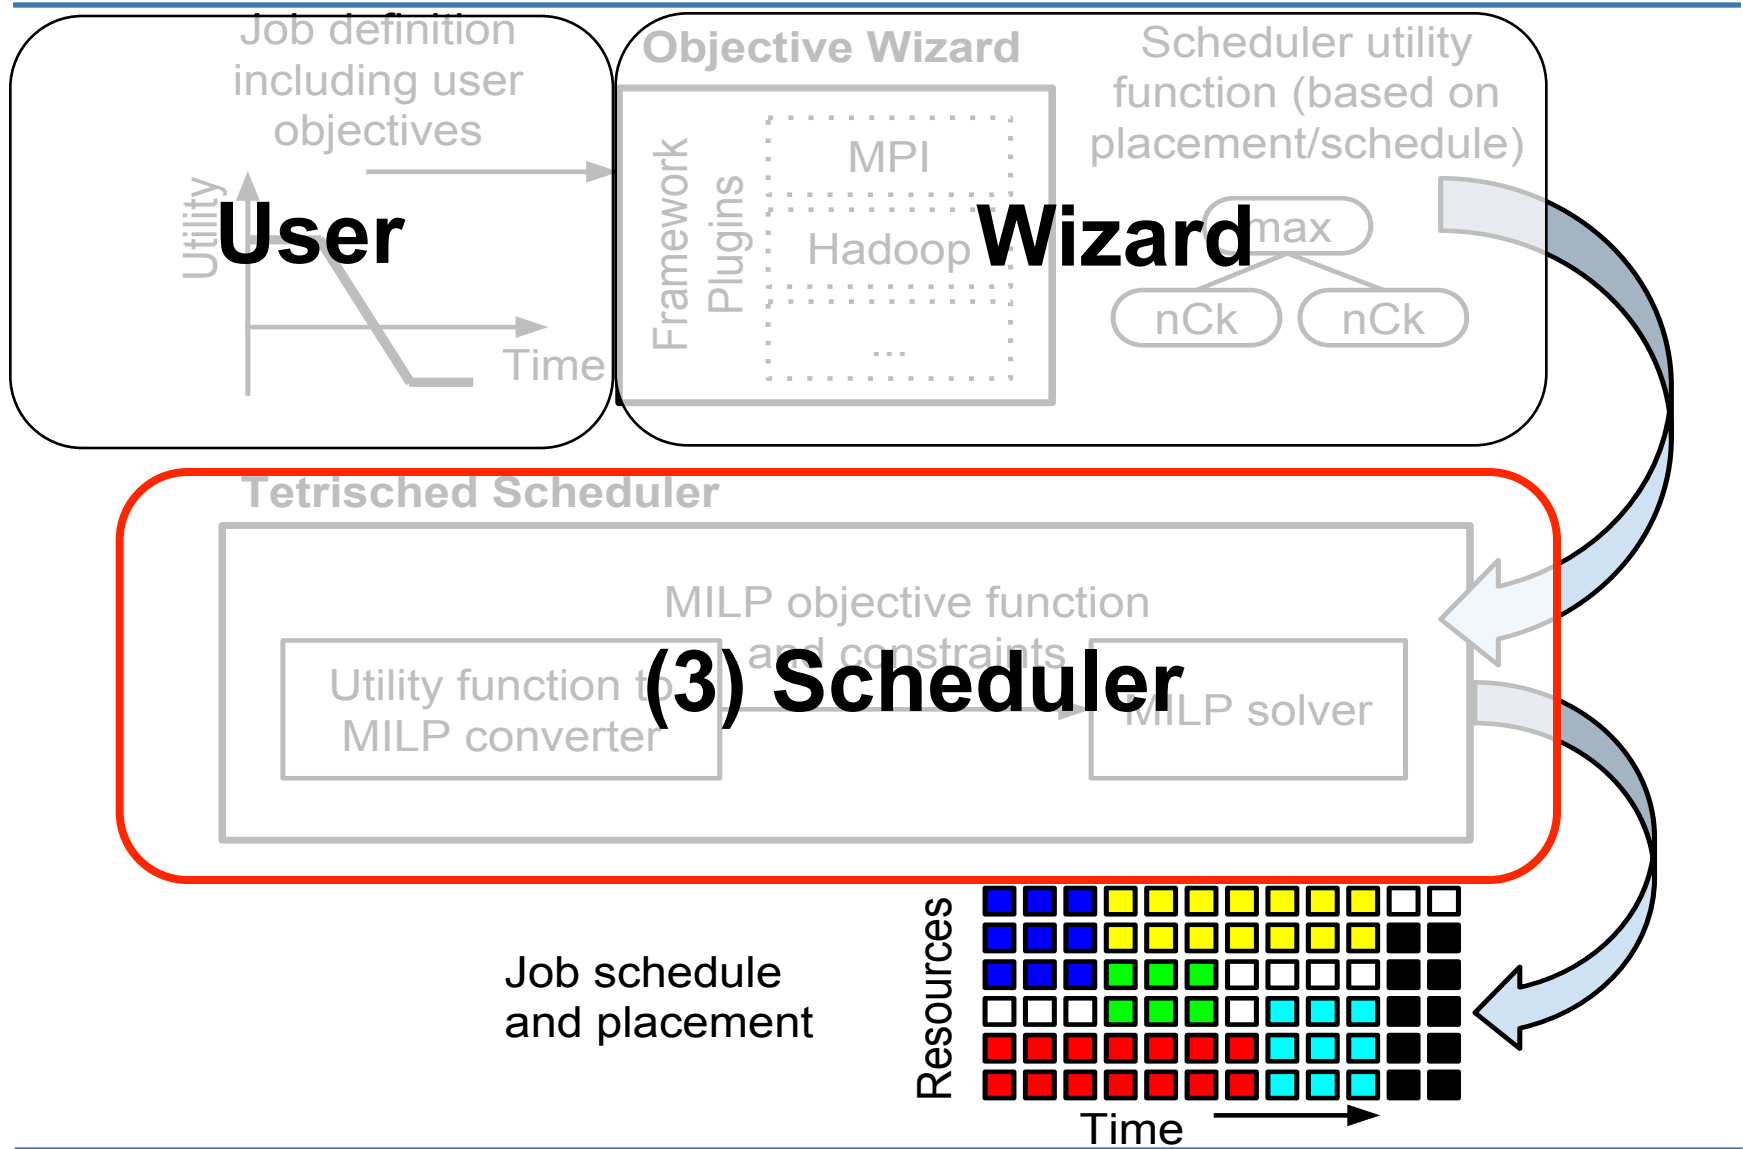 Job definition
including user
objectives
Utility
Time
User
Objective Wizard
Framework
Plugins
MPI
Hadoop
...
Wizard
Scheduler utility
function (based on
placement/schedule)
max
nCk
nCk
Tetrisched Scheduler
MILP objective function
and constraints
Utility function to
MILP converter
(3) Scheduler
MILP solver
Job schedule
and placement
Resources
Time